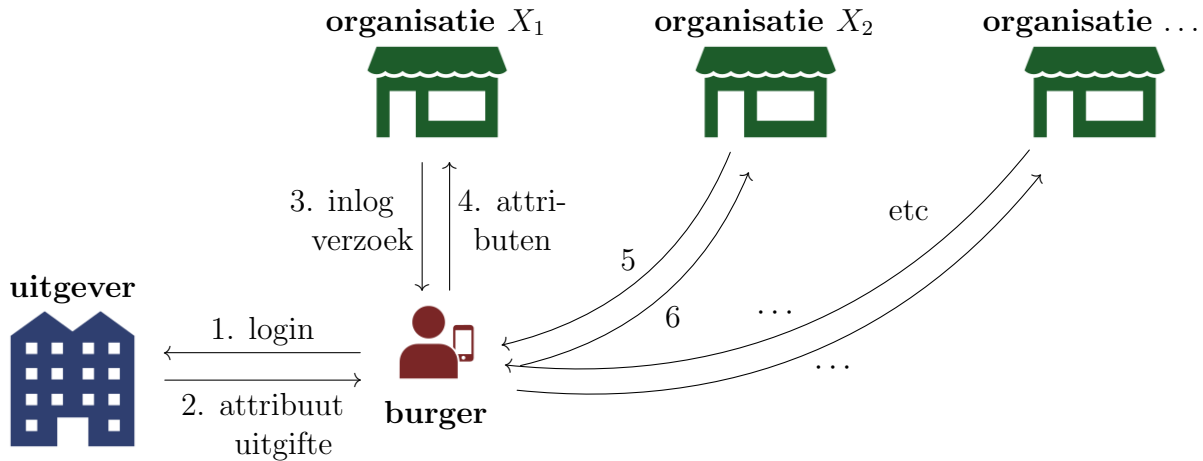 organisatie X₁
organisatie X₂
organisatie ...
3. inlog
verzoek
4. attri-
buten
5
6
etc
...
...
uitgever
1. login
2. attribuut
uitgifte
burger